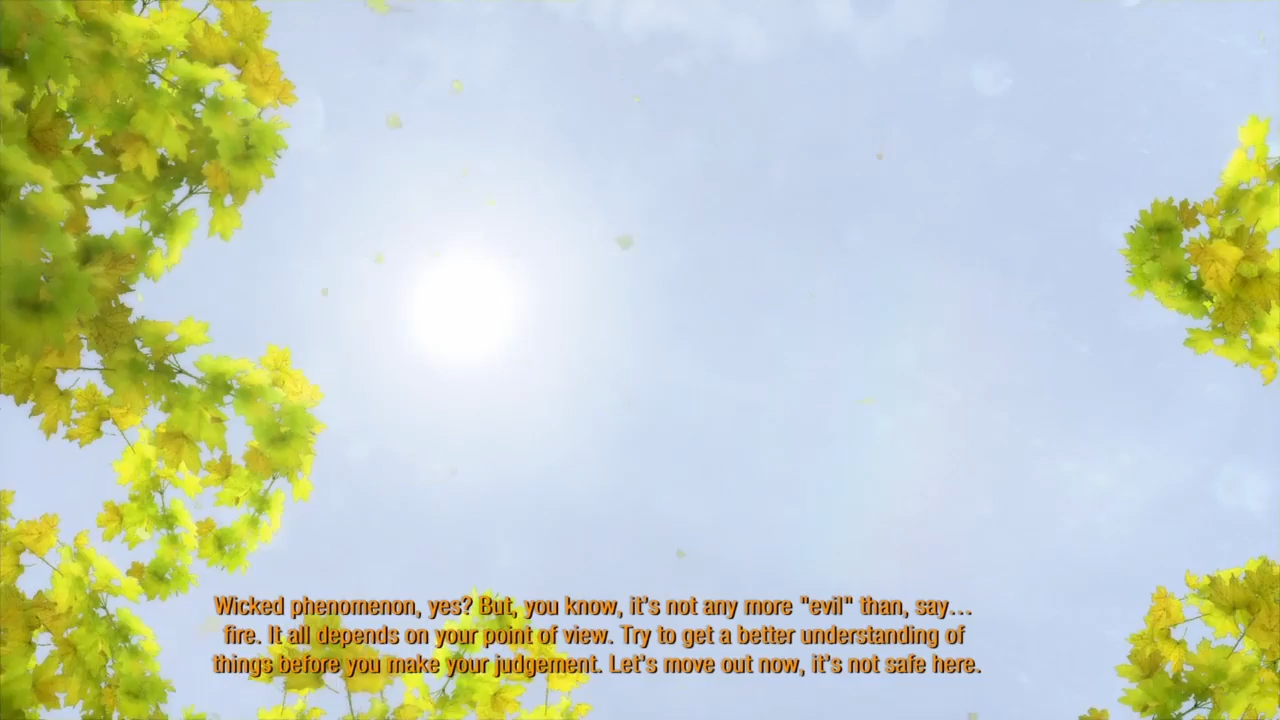 Wicked phenomenon, yes? But, you know, it's not any more "evil" than, say...
fire. It all depends on your point of view. Try to get a better understanding of
things before you make your judgement. Let's move out now, it's not safe here.